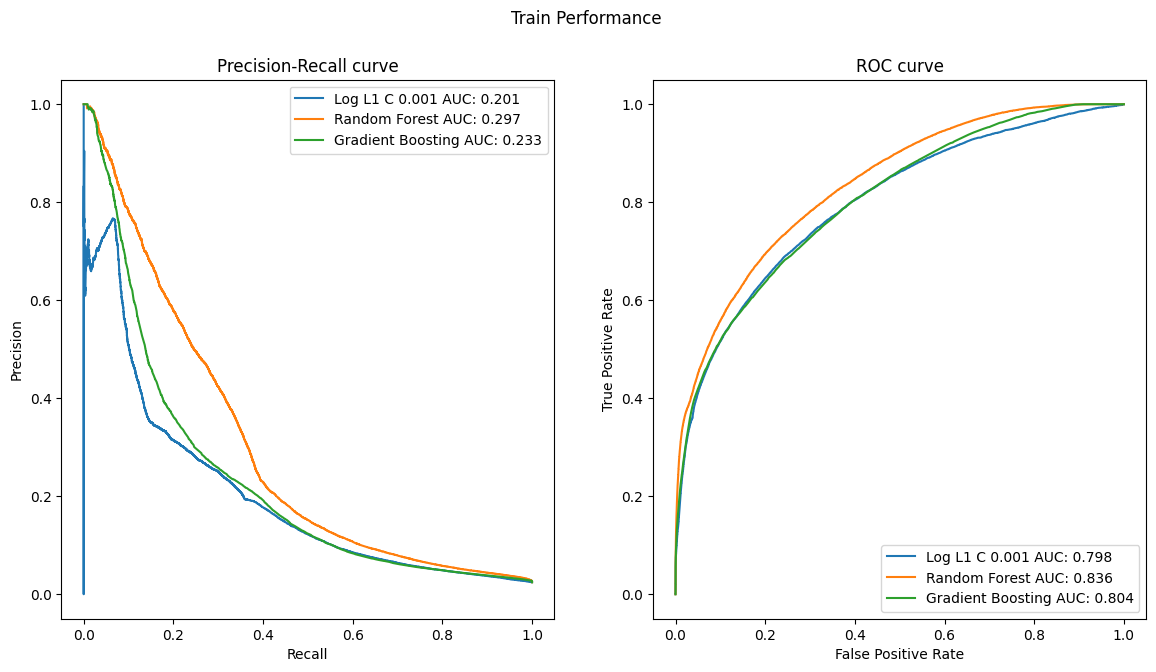 Train Performance
Precision-Recall curve
Log L1 C 0.001 AUC: 0.201
Random Forest AUC: 0.297
Gradient Boosting AUC: 0.233
1.0
0.8
0.6
0.4
0.2
0.0
Precision
0.0 0.2 0.4 0.6 0.8 1.0
Recall
ROC curve
1.0
0.8
0.6
0.4
0.2
0.0
True Positive Rate
Log L1 C 0.001 AUC: 0.798
Random Forest AUC: 0.836
Gradient Boosting AUC: 0.804
0.0 0.2 0.4 0.6 0.8 1.0
False Positive Rate